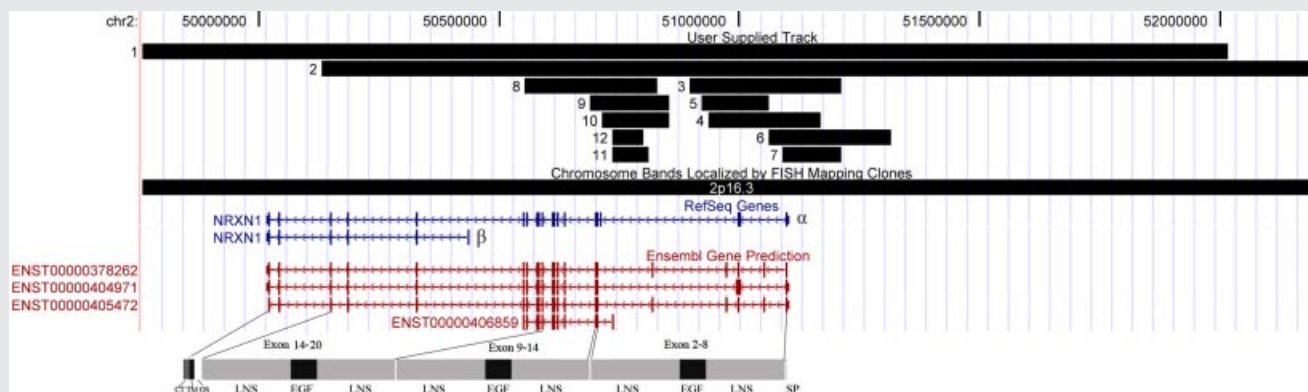 chr2: 50000000 50500000 51000000 51500000 52000000
User Supplied Track
1
2
8 3
9 5
10 4
12 6
11 7
Chromosome Bands Localized by FISH Mapping Clones
2p16.3
RefSeq Genes
NRXN1 α
NRXN1 β
Ensembl Gene Prediction
ENST00000378262
ENST00000404971
ENST00000405472
ENST00000406859
Exon 14-20 Exon 9-14 Exon 2-8
LNS EGF LNS LNS EGF LNS LNS EGF LNS SP